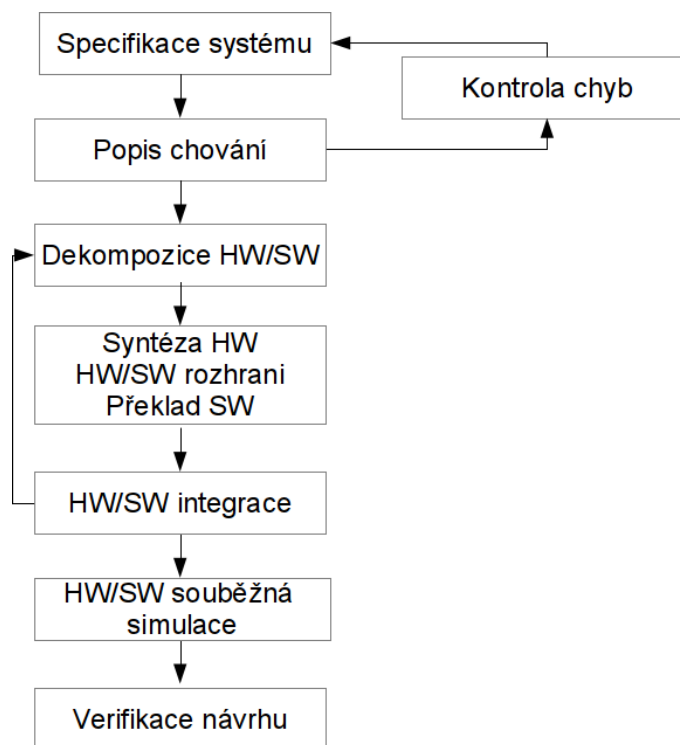 Specifikace systému
Kontrola chyb
Popis chování
Dekompozice HW/SW
Syntéza HW
HW/SW rozhrani
Překlad SW
HW/SW integrace
HW/SW souběžná
simulace
Verifikace návrhu